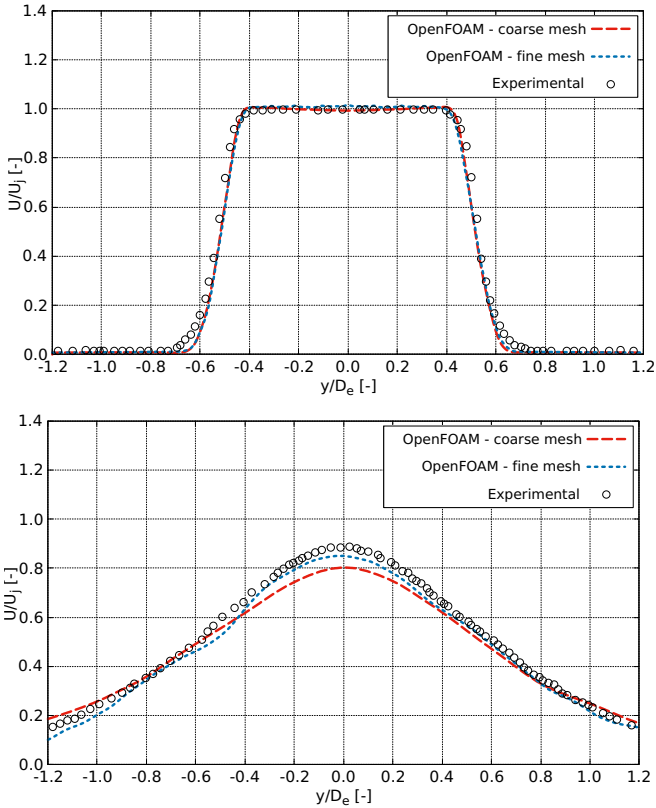 1.4
1.2
1.0
0.8
0.6
0.4
0.2
0.0
U/Uj [-]
OpenFOAM - coarse mesh
OpenFOAM - fine mesh
Experimental
-1.2 -1.0 -0.8 -0.6 -0.4 -0.2 0.0 0.2 0.4 0.6 0.8 1.0 1.2
y/De [-]
1.4
1.2
1.0
0.8
0.6
0.4
0.2
0.0
U/Uj [-]
OpenFOAM - coarse mesh
OpenFOAM - fine mesh
Experimental
-1.2 -1.0 -0.8 -0.6 -0.4 -0.2 0.0 0.2 0.4 0.6 0.8 1.0 1.2
y/De [-]